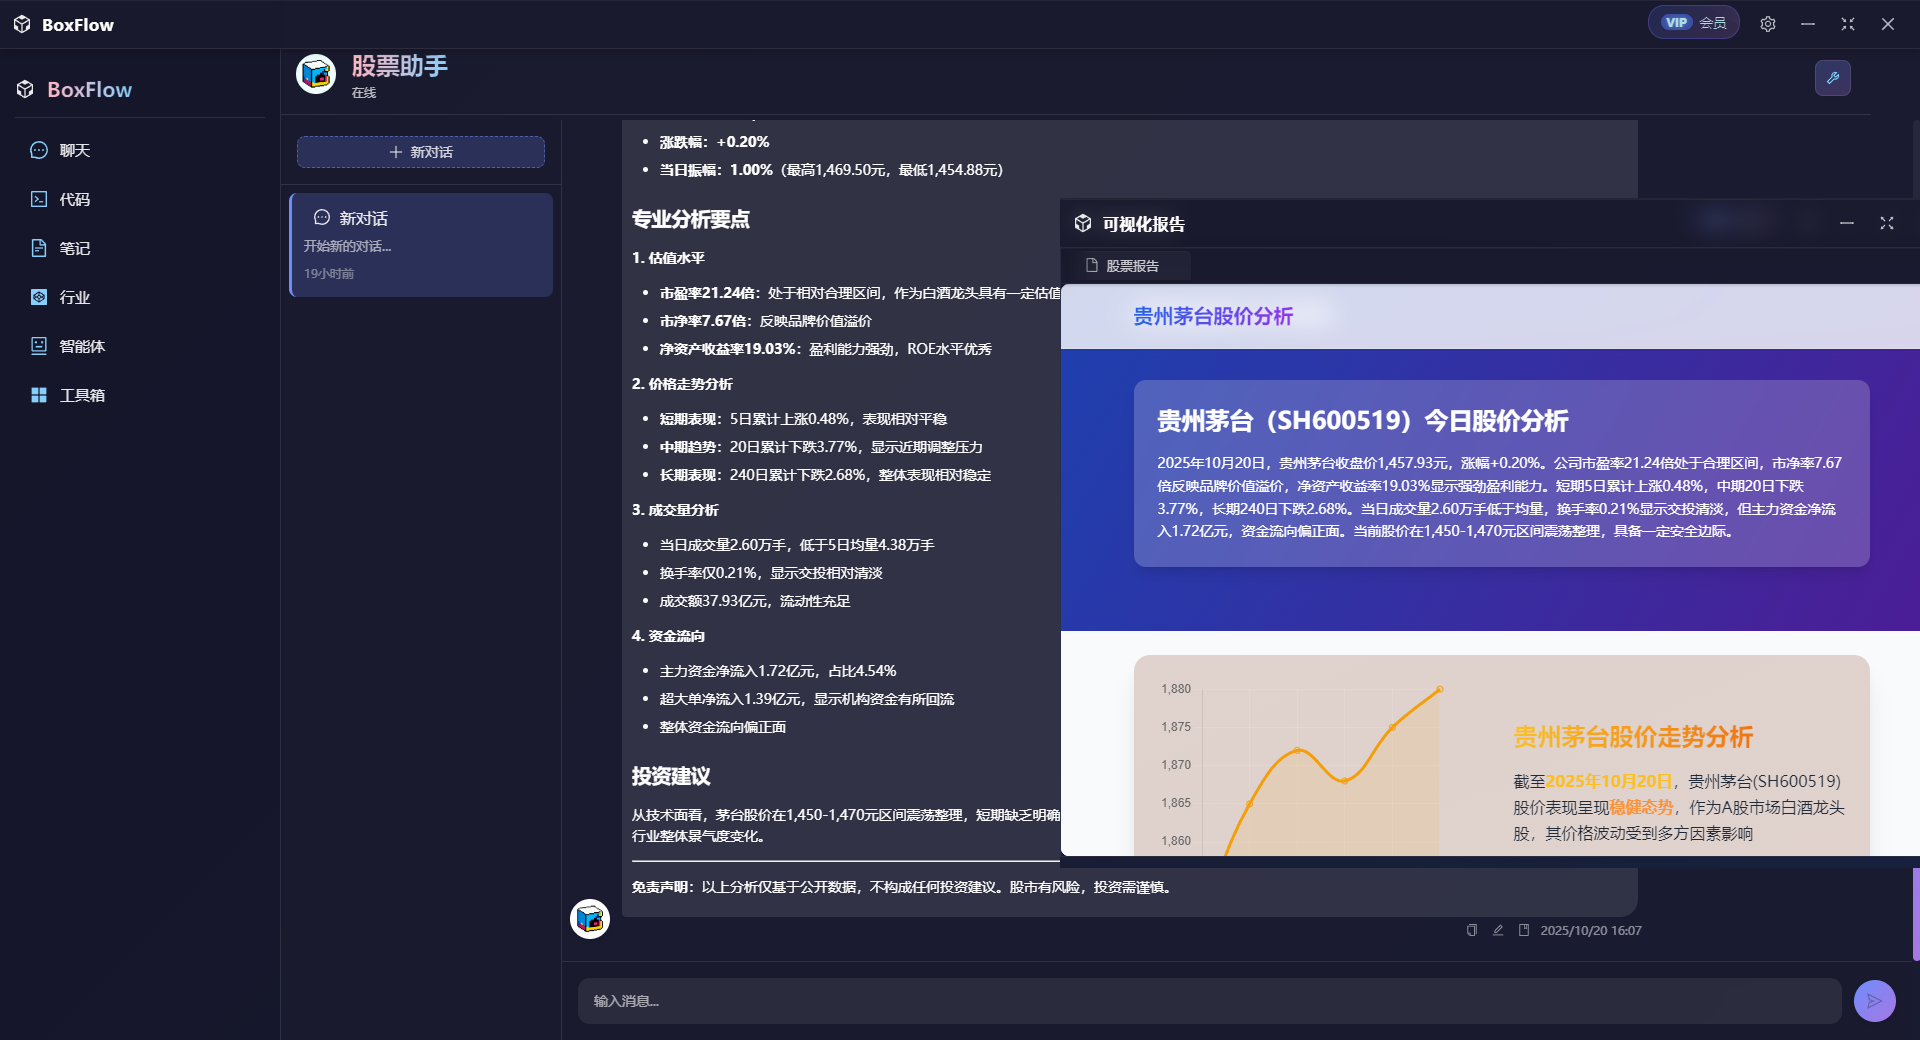 BoxFlow
VIP 会员
BoxFlow
聊天
代码
笔记
行业
智能体
工具箱
股票助手
在线
新对话
新对话
开始新的对话...
19小时前
涨跌幅：+0.20%
当日振幅：1.00%（最高1,469.50元，最低1,454.88元）
专业分析要点
1. 估值水平
市盈率21.24倍：处于相对合理区间，作为白酒龙头具有一定估值
市净率7.67倍：反映品牌价值溢价
净资产收益率19.03%：盈利能力强劲，ROE水平优秀
2. 价格走势分析
短期表现：5日累计上涨0.48%，表现相对平稳
中期趋势：20日累计下跌3.77%，显示近期调整压力
长期表现：240日累计下跌2.68%，整体表现相对稳定
3. 成交量分析
当日成交量2.60万手，低于5日均量4.38万手
换手率仅0.21%，显示交投相对清淡
成交额37.93亿元，流动性充足
4. 资金流向
主力资金净流入1.72亿元，占比4.54%
超大单净流入1.39亿元，显示机构资金有所回流
整体资金流向偏正面
投资建议
从技术面看，茅台股价在1,450-1,470元区间震荡整理，短期缺乏明确
行业整体景气度变化。
免责声明：以上分析仅基于公开数据，不构成任何投资建议。股市有风险，投资需谨慎。
2025/10/20 16:07
输入消息...
可视化报告
股票报告
贵州茅台股价分析
贵州茅台（SH600519）今日股价分析
2025年10月20日，贵州茅台收盘价1,457.93元，涨幅+0.20%。公司市盈率21.24倍处于合理区间，市净率7.67
倍反映品牌价值溢价，净资产收益率19.03%显示强劲盈利能力。短期5日累计上涨0.48%，中期20日下跌
3.77%，长期240日下跌2.68%。当日成交量2.60万手低于均量，换手率0.21%显示交投清淡，但主力资金净流
入1.72亿元，资金流向偏正面。当前股价在1,450-1,470元区间震荡整理，具备一定安全边际。
1,880
1,875
1,870
1,865
1,860
贵州茅台股价走势分析
截至2025年10月20日，贵州茅台(SH600519)
股价表现呈现稳健态势，作为A股市场白酒龙头
股，其价格波动受到多方因素影响